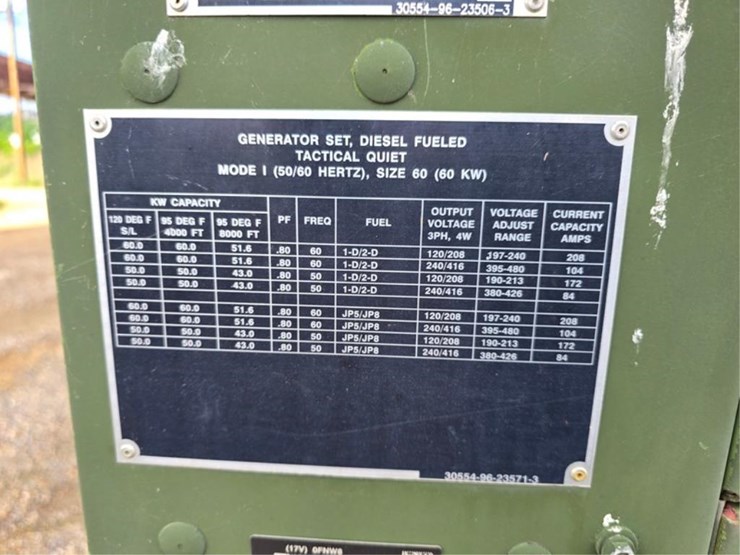 30554-96-23506-3
GENERATOR SET, DIESEL FUELED
TACTICAL QUIET
MODE I (50/60 HERTZ), SIZE 60 (60 KW)
KW CAPACITY
120 DEG F S/L 95 DEG F 4000 FT 95 DEG F 8000 FT PF FREQ FUEL OUTPUT VOLTAGE 3PH, 4W VOLTAGE ADJUST RANGE CURRENT CAPACITY AMPS
60.0 60.0 51.6 .80 60 1-D/2-D 120/208 197-240 208
60.0 60.0 51.6 .80 60 1-D/2-D 240/416 395-480 104
50.0 50.0 43.0 .80 50 1-D/2-D 120/208 190-213 172
50.0 50.0 43.0 .80 50 1-D/2-D 240/416 380-426 84
60.0 60.0 51.6 .80 60 JP5/JP8 120/208 197-240 208
60.0 60.0 51.6 .80 60 JP5/JP8 240/416 395-480 104
50.0 50.0 43.0 .80 50 JP5/JP8 120/208 190-213 172
50.0 50.0 43.0 .80 50 JP5/JP8 240/416 380-426 84
30554-96-23571-3
(17V) 0FNW6